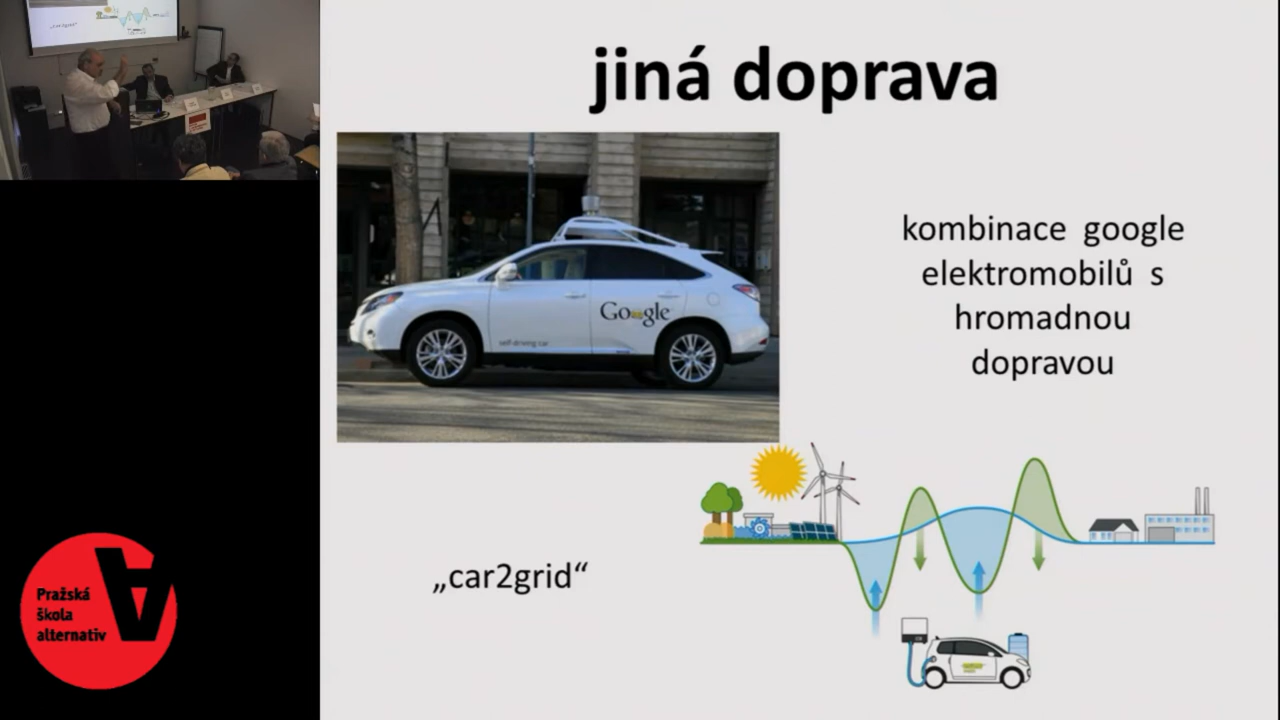 jiná doprava
Google
self-driving car
kombinace google
elektromobilů s
hromadnou
dopravou
„car2grid“
Pražská
škola
alternativ